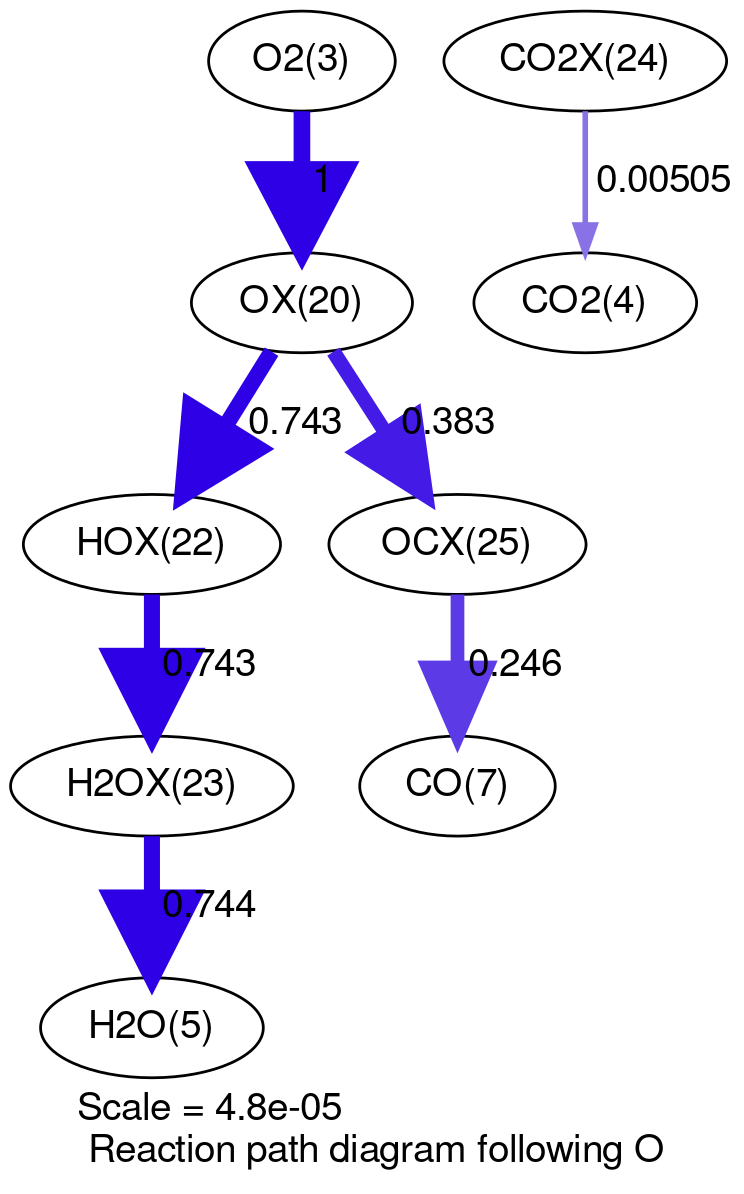 O2(3)
CO2X(24)
1
0.00505
OX(20)
CO2(4)
0.743
0.383
HOX(22)
OCX(25)
0.743
0.246
H2OX(23)
CO(7)
0.744
H2O(5)
Scale = 4.8e-05
Reaction path diagram following O